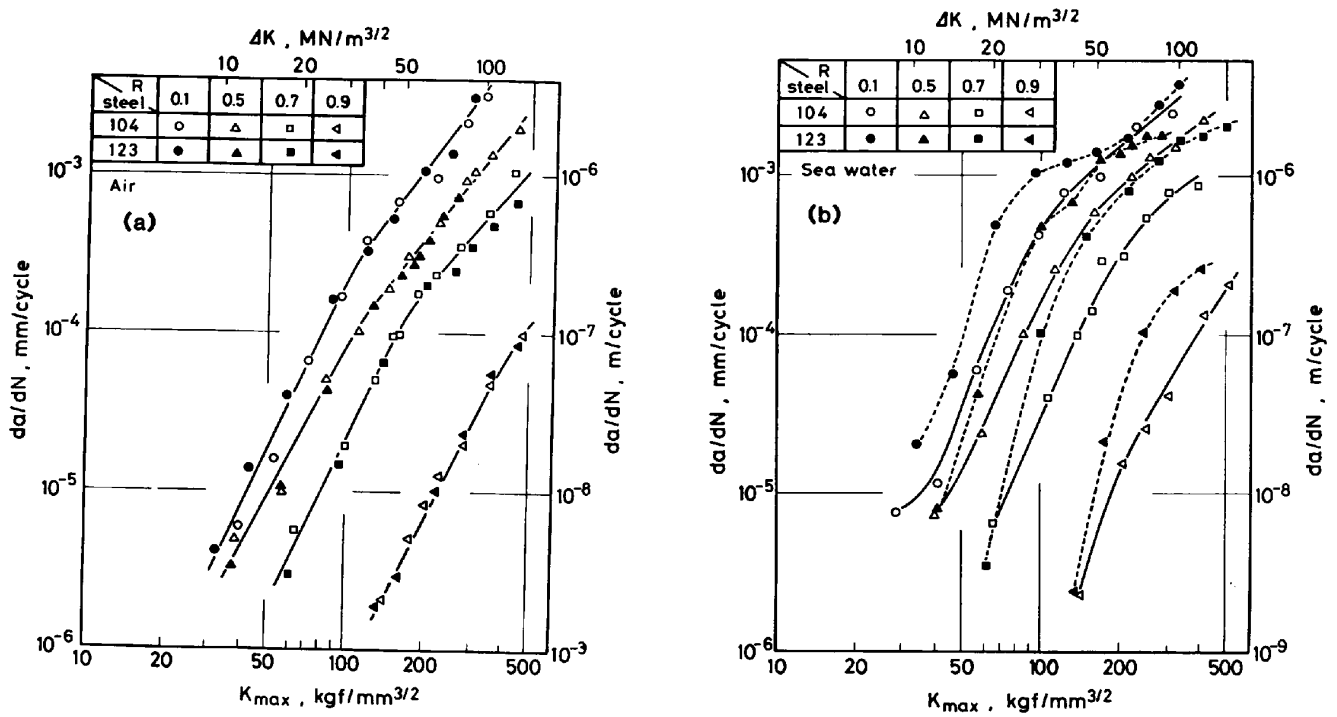 ΔK , MN/m3/2
10 20 50 100
R
steel 0.1 0.5 0.7 0.9
104 ○ △ □ ◁
123 ● ▲ ■ ◀
Air
(a)
10-3
10-4
10-5
10-6
da/dN, mm/cycle
10-6
10-7
10-8
10-3
da/dN, m/cycle
10 50 100 200 500
Kmax , kgf/mm3/2
ΔK , MN/m3/2
10 20 50 100
R
steel 0.1 0.5 0.7 0.9
104 ○ △ □ ◁
123 ● ▲ ■ ◀
Sea water
(b)
10-3
10-4
10-5
10-6
da/dN, mm/cycle
10-6
10-7
10-8
10-9
da/dN, m/cycle
10 50 100 200 500
Kmax , kgf/mm3/2